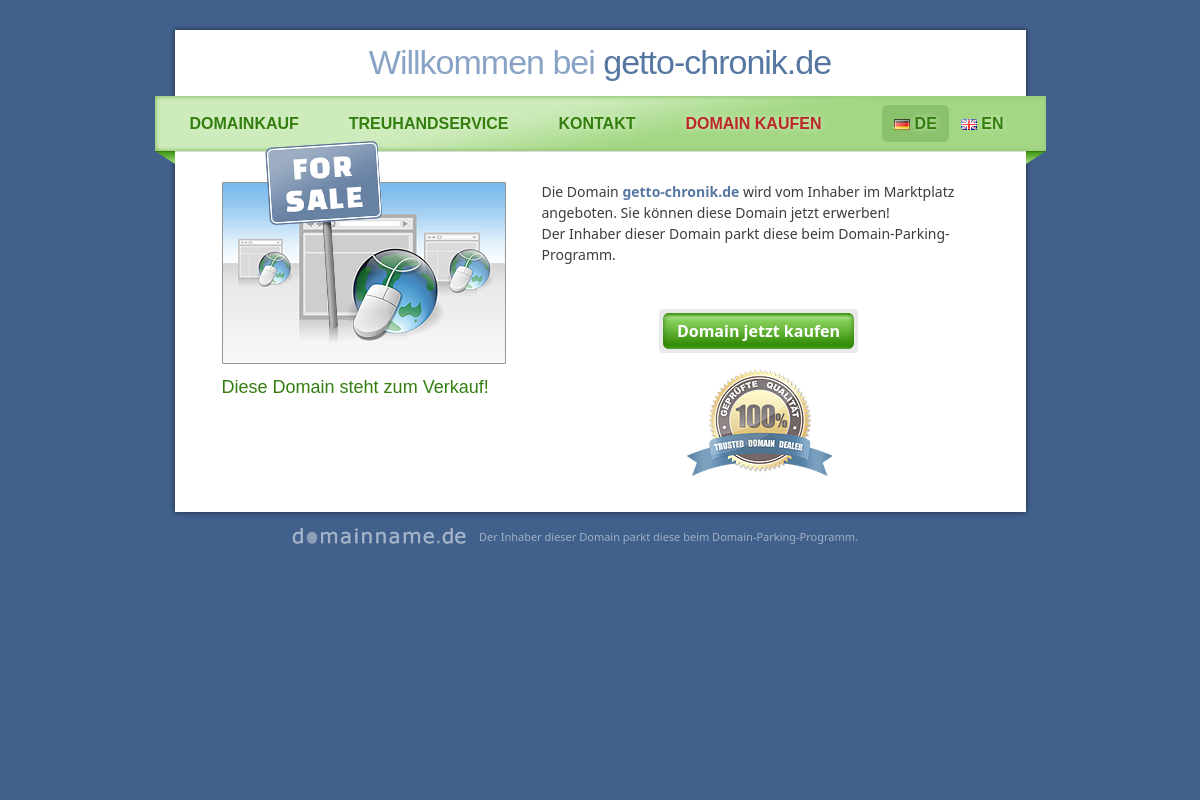 Willkommen bei getto-chronik.de
DOMAINKAUF TREUHANDSERVICE KONTAKT DOMAIN KAUFEN DE EN
FOR
SALE
Die Domain getto-chronik.de wird vom Inhaber im Marktplatz
angeboten. Sie können diese Domain jetzt erwerben!
Der Inhaber dieser Domain parkt diese beim Domain-Parking-
Programm.
Domain jetzt kaufen
Diese Domain steht zum Verkauf!
GEPRÜFTE QUALITÄT
100%
TRUSTED DOMAIN DEALER
domainname.de Der Inhaber dieser Domain parkt diese beim Domain-Parking-Programm.